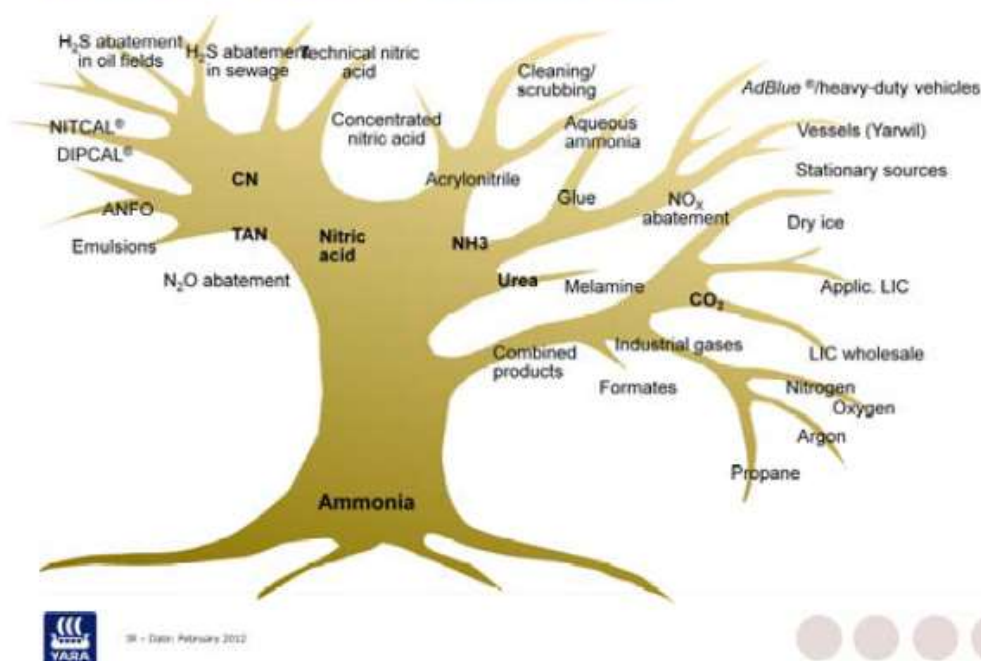 H₂S abatement
in oil fields
H₂S abatement
in sewage
Technical nitric
acid
Cleaning/
scrubbing
AdBlue ®/heavy-duty vehicles
NITCAL®
DIPCAL®
Concentrated
nitric acid
Aqueous
ammonia
Vessels (Yarwil)
Stationary sources
CN
Acrylonitrile
Glue
NOₓ
abatement
ANFO
Dry ice
Emulsions
TAN
Nitric
acid
NH3
N₂O abatement
Urea
Melamine
CO₂
Applic. LIC
Combined
products
Industrial gases
LIC wholesale
Formates
Nitrogen
Oxygen
Argon
Propane
Ammonia
YARA
IR – Date: February 2012